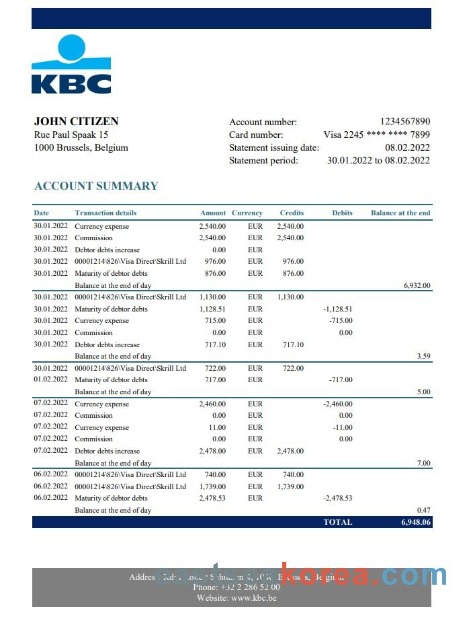 KBC
JOHN CITIZEN
Rue Paul Spaak 15
1000 Brussels, Belgium
Account number: 1234567890
Card number: Visa 2245 **** **** 7899
Statement issuing date: 08.02.2022
Statement period: 30.01.2022 to 08.02.2022
ACCOUNT SUMMARY
Date Transaction details Amount Currency Credits Debits Balance at the end
30.01.2022 Currency expense 2,540.00 EUR 2,540.00
30.01.2022 Commission 2,540.00 EUR 2,540.00
30.01.2022 Debtor debts increase 0.00 EUR
30.01.2022 00001214\826\Visa Direct\Skrill Ltd 976.00 EUR 976.00
30.01.2022 Maturity of debtor debts 876.00 EUR 876.00
Balance at the end of day 6,932.00
30.01.2022 00001214\826\Visa Direct\Skrill Ltd 1,130.00 EUR 1,130.00
30.01.2022 Maturity of debtor debts 1,128.51 EUR -1,128.51
30.01.2022 Currency expense 715.00 EUR -715.00
30.01.2022 Commission 0.00 EUR 0.00
30.01.2022 Debtor debts increase 717.10 EUR 717.10
Balance at the end of day 3.59
30.01.2022 00001214\826\Visa Direct\Skrill Ltd 722.00 EUR 722.00
01.02.2022 Maturity of debtor debts 717.00 EUR -717.00
Balance at the end of day 5.00
07.02.2022 Currency expense 2,460.00 EUR -2,460.00
07.02.2022 Commission 0.00 EUR 0.00
07.02.2022 Currency expense 11.00 EUR -11.00
07.02.2022 Commission 0.00 EUR 0.00
07.02.2022 Debtor debts increase 2,478.00 EUR 2,478.00
Balance at the end of day 7.00
06.02.2022 00001214\826\Visa Direct\Skrill Ltd 740.00 EUR 740.00
06.02.2022 00001214\826\Visa Direct\Skrill Ltd 1,739.00 EUR 1,739.00
06.02.2022 Maturity of debtor debts 2,478.53 EUR -2,478.53
Balance at the end of day 0.47
TOTAL 6,948.06
korea.com
Phone: +32 2 286 52 00
Website: www.kbc.be